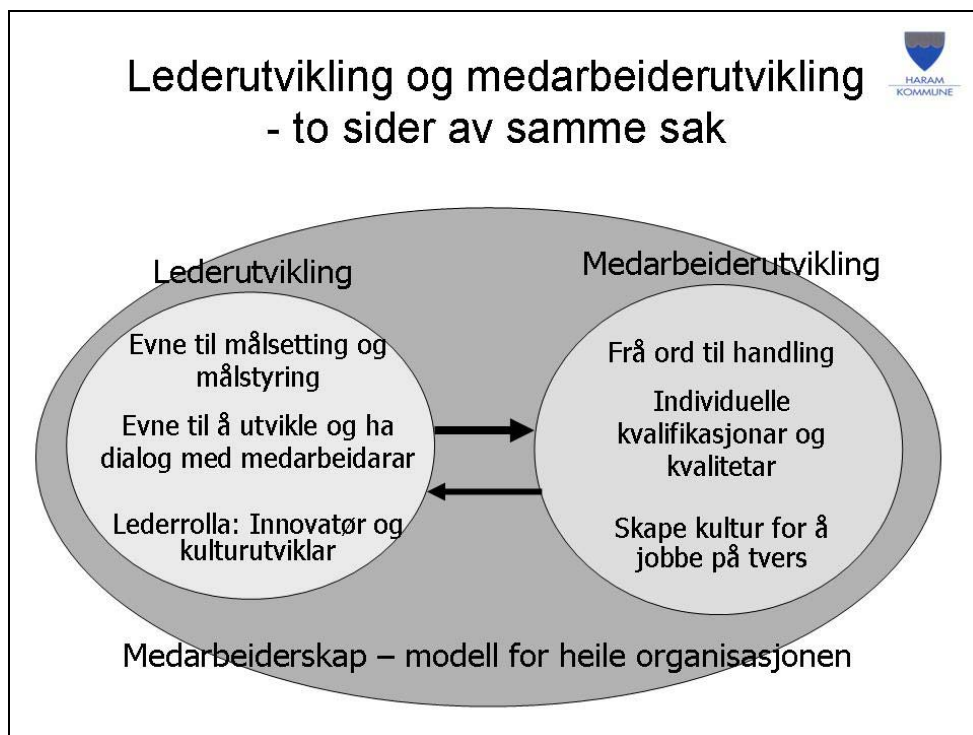 Lederutvikling og medarbeiderutvikling
- to sider av samme sak
HARAM
KOMMUNE
Lederutvikling
Evne til målsetting og
målstyring
Evne til å utvikle og ha
dialog med medarbeidarar
Lederrolla: Innovatør og
kulturutviklar
Medarbeiderutvikling
Frå ord til handling
Individuelle
kvalifikasjonar og
kvalitetar
Skape kultur for å
jobbe på tvers
Medarbeiderskap – modell for heile organisasjonen